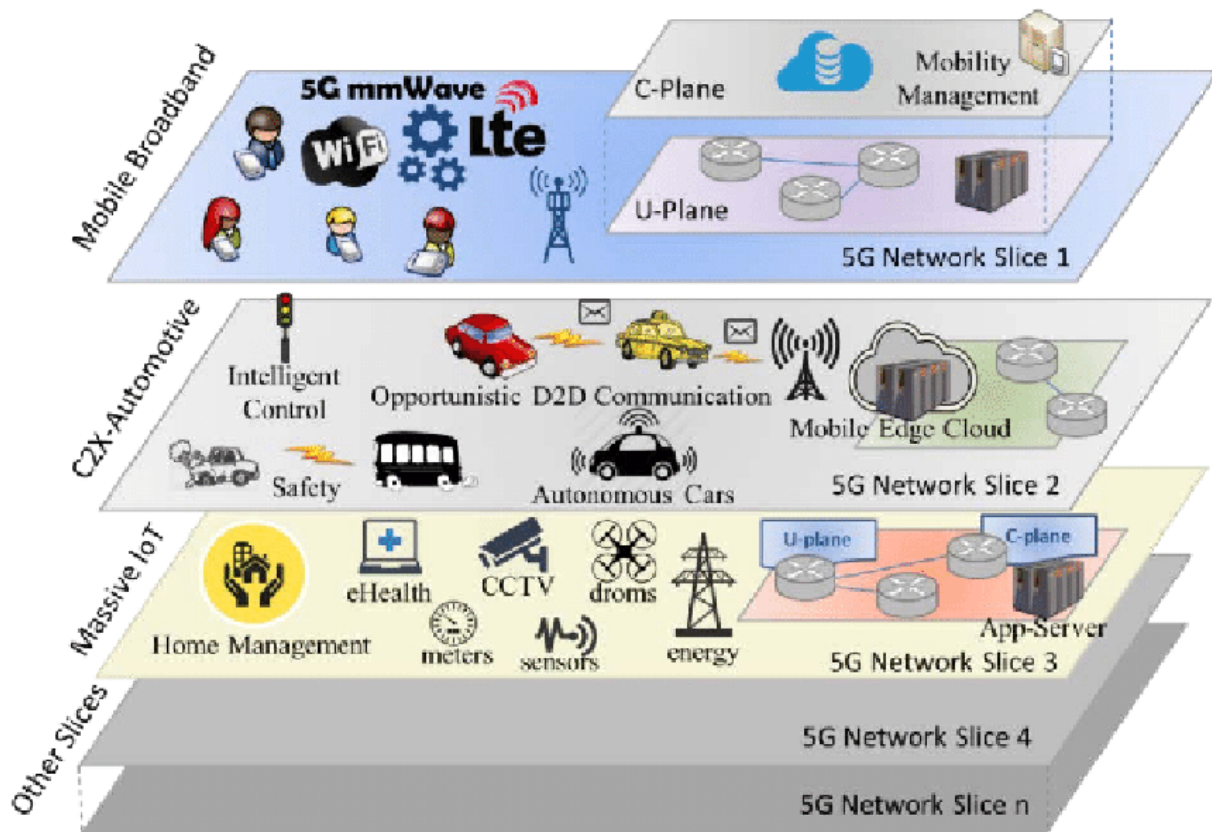 Mobile Broadband
5G mmWave
WiFi
Lte
C-Plane
Mobility
Management
U-Plane
5G Network Slice 1
C2X-Automotive
Intelligent
Control
Opportunistic D2D Communication
Mobile Edge Cloud
Safety
Autonomous Cars
5G Network Slice 2
Massive IoT
Home Management
eHealth
CCTV
droms
meters
sensors
energy
U-plane
C-plane
App-Server
5G Network Slice 3
Other Slices
5G Network Slice 4
5G Network Slice n